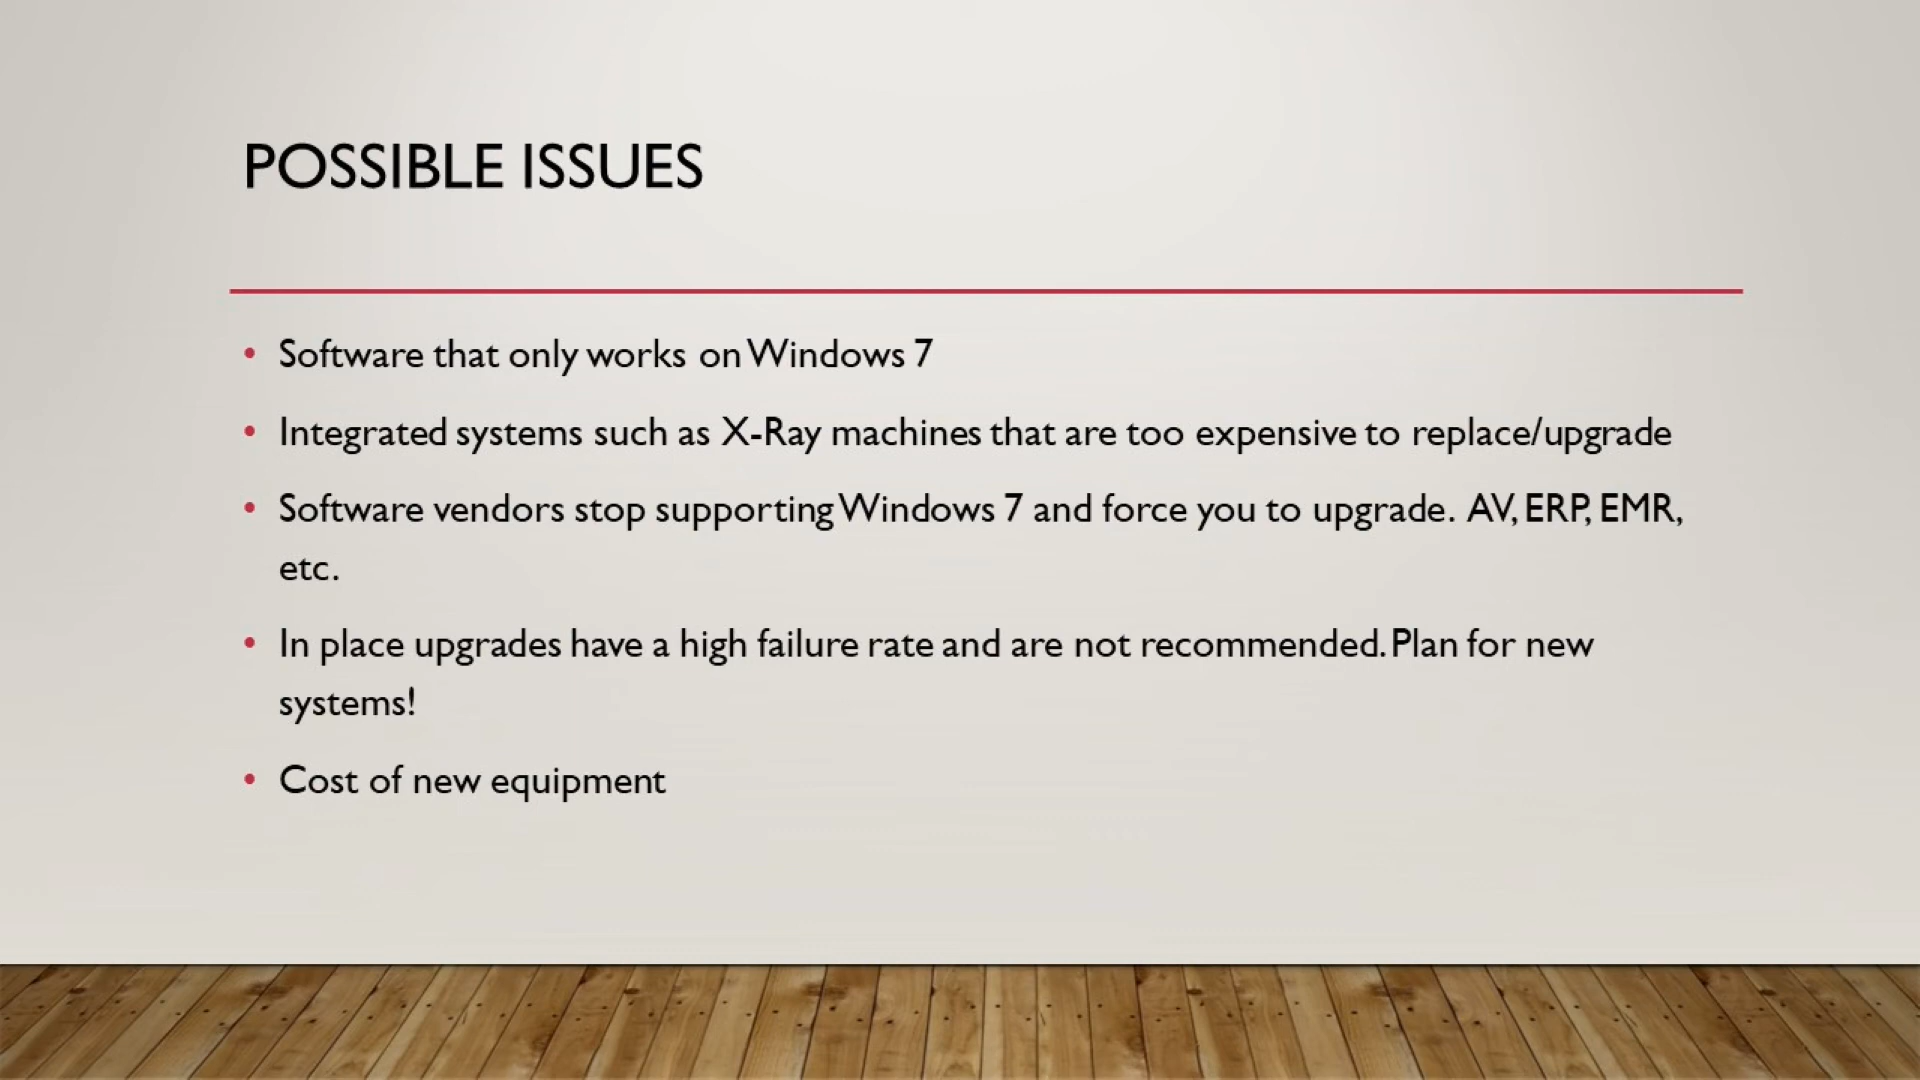 POSSIBLE ISSUES
• Software that only works on Windows 7
• Integrated systems such as X-Ray machines that are too expensive to replace/upgrade
• Software vendors stop supporting Windows 7 and force you to upgrade. AV, ERP, EMR,
etc.
• In place upgrades have a high failure rate and are not recommended. Plan for new
systems!
• Cost of new equipment